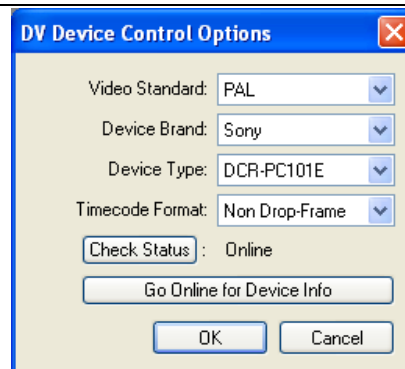 DV Device Control Options
Video Standard: PAL
Device Brand: Sony
Device Type: DCR-PC101E
Timecode Format: Non Drop-Frame
Check Status : Online
Go Online for Device Info
OK Cancel